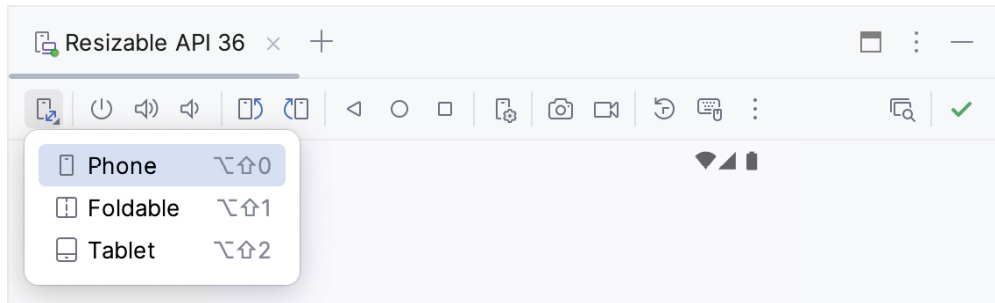 Resizable API 36
Phone ⌥⇧0
Foldable ⌥⇧1
Tablet ⌥⇧2